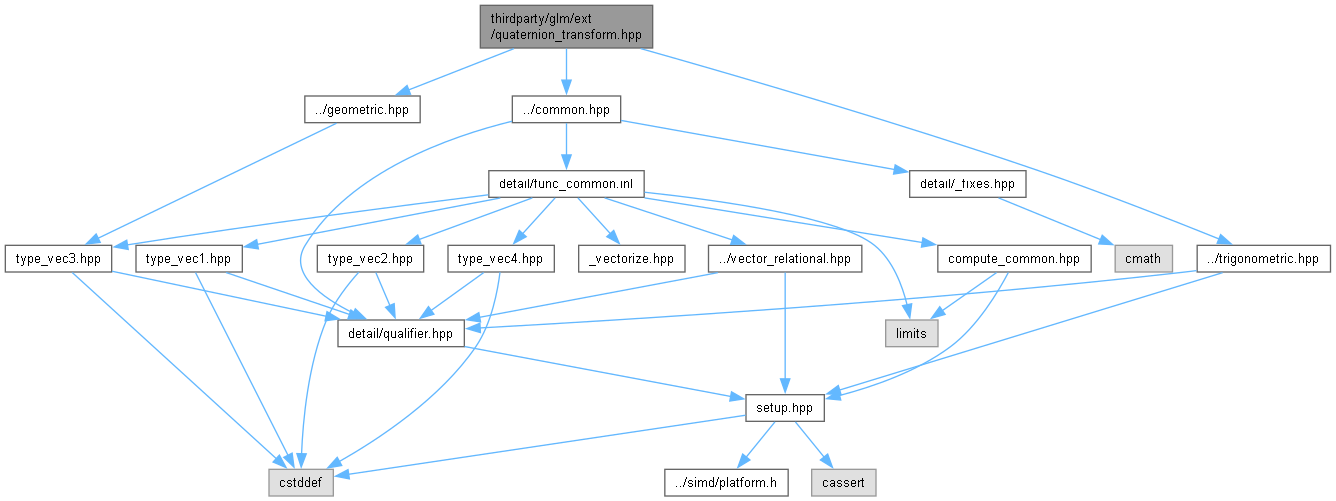 thirdparty/glm/ext
/quaternion_transform.hpp
../geometric.hpp
../common.hpp
detail/func_common.inl
detail/_fixes.hpp
type_vec3.hpp
type_vec1.hpp
type_vec2.hpp
type_vec4.hpp
_vectorize.hpp
../vector_relational.hpp
compute_common.hpp
cmath
../trigonometric.hpp
detail/qualifier.hpp
limits
setup.hpp
cstddef
../simd/platform.h
cassert